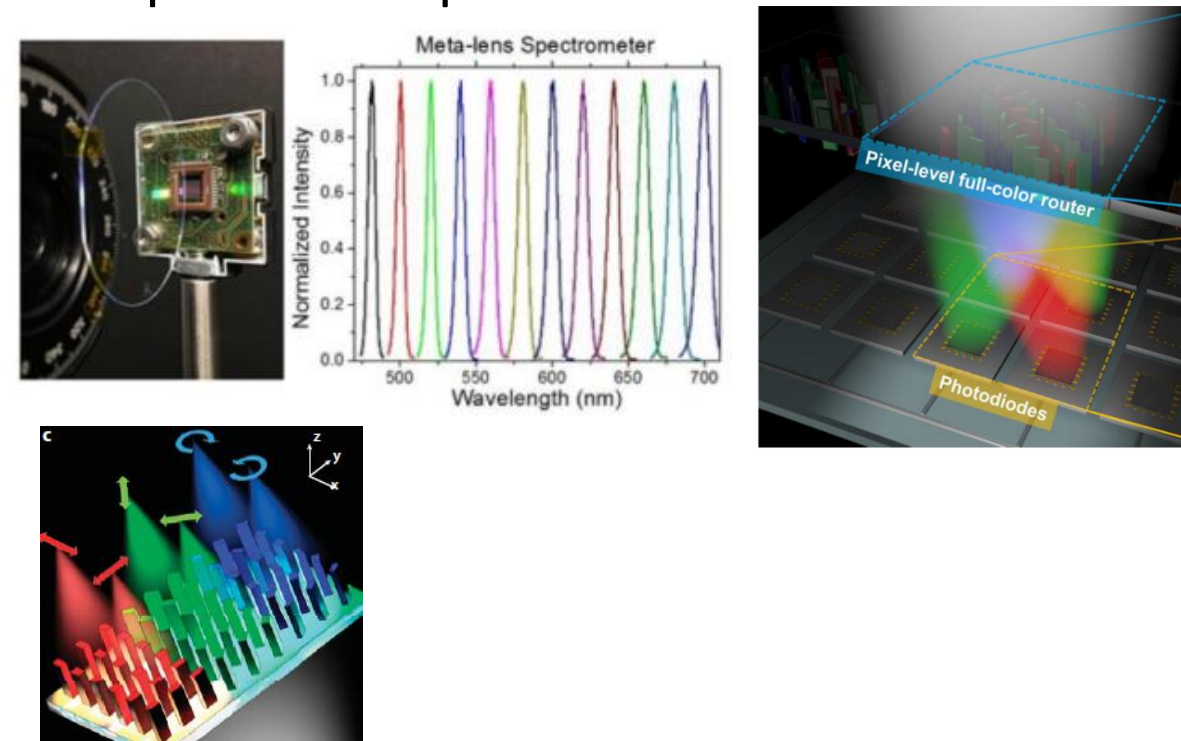 Meta-lens Spectrometer
1.0
0.8
0.6
0.4
0.2
0.0
Normalized Intensity
500
550
600
650
700
Wavelength (nm)
Pixel-level full-color router
Photodiodes
c
z
y
x